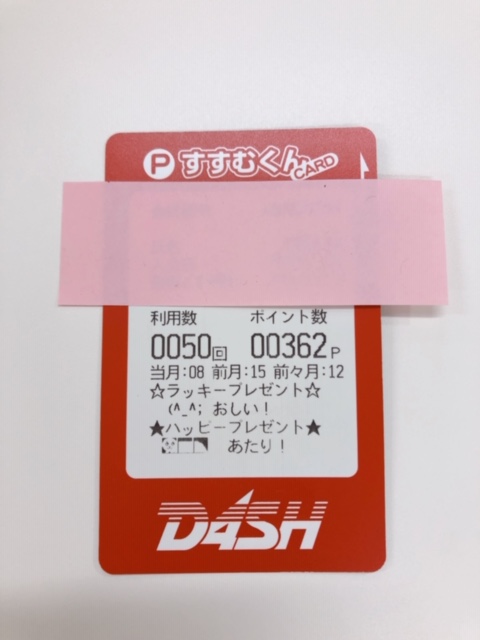 P すすむくん CARD
利用数 ポイント数
0050回 00362P
当月:08 前月:15 前々月:12
☆ラッキープレゼント☆
(^_^; おしい!
★ハッピープレゼント★
あたり!
DASH